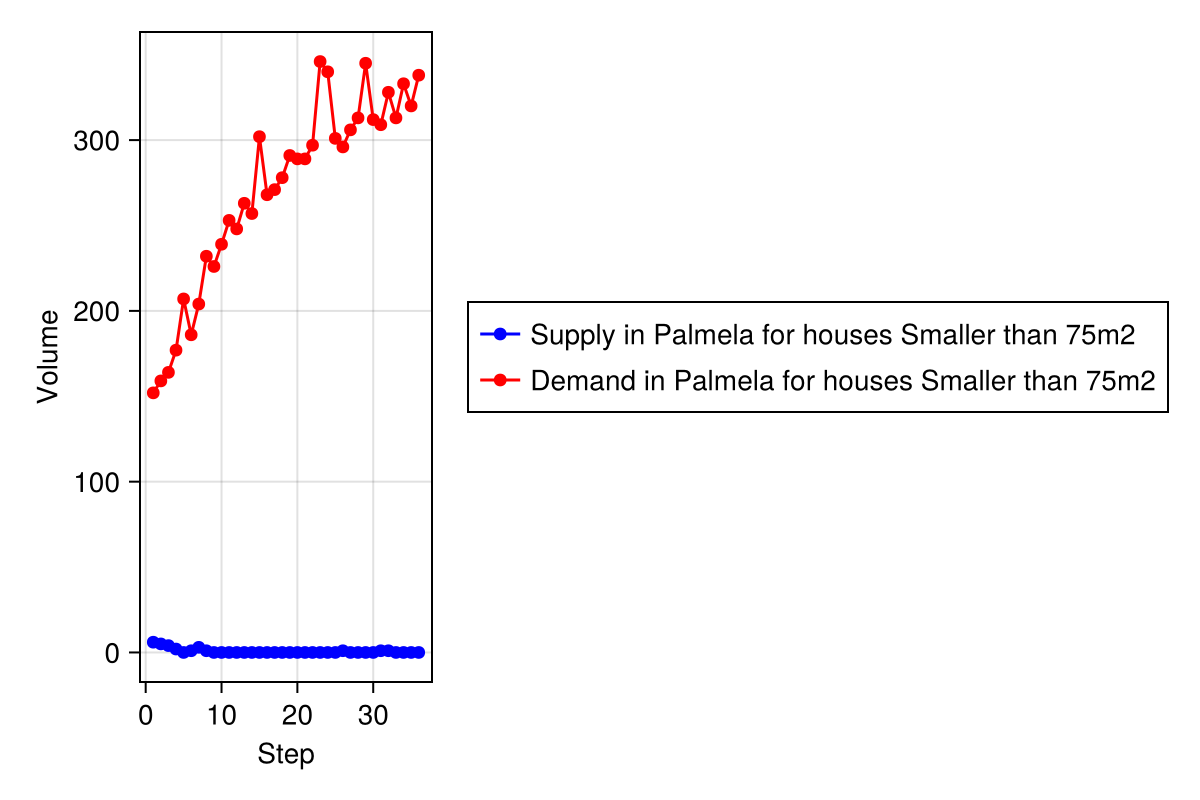 Volume
300
200
100
0
0 10 20 30
Step
Supply in Palmela for houses Smaller than 75m2
Demand in Palmela for houses Smaller than 75m2